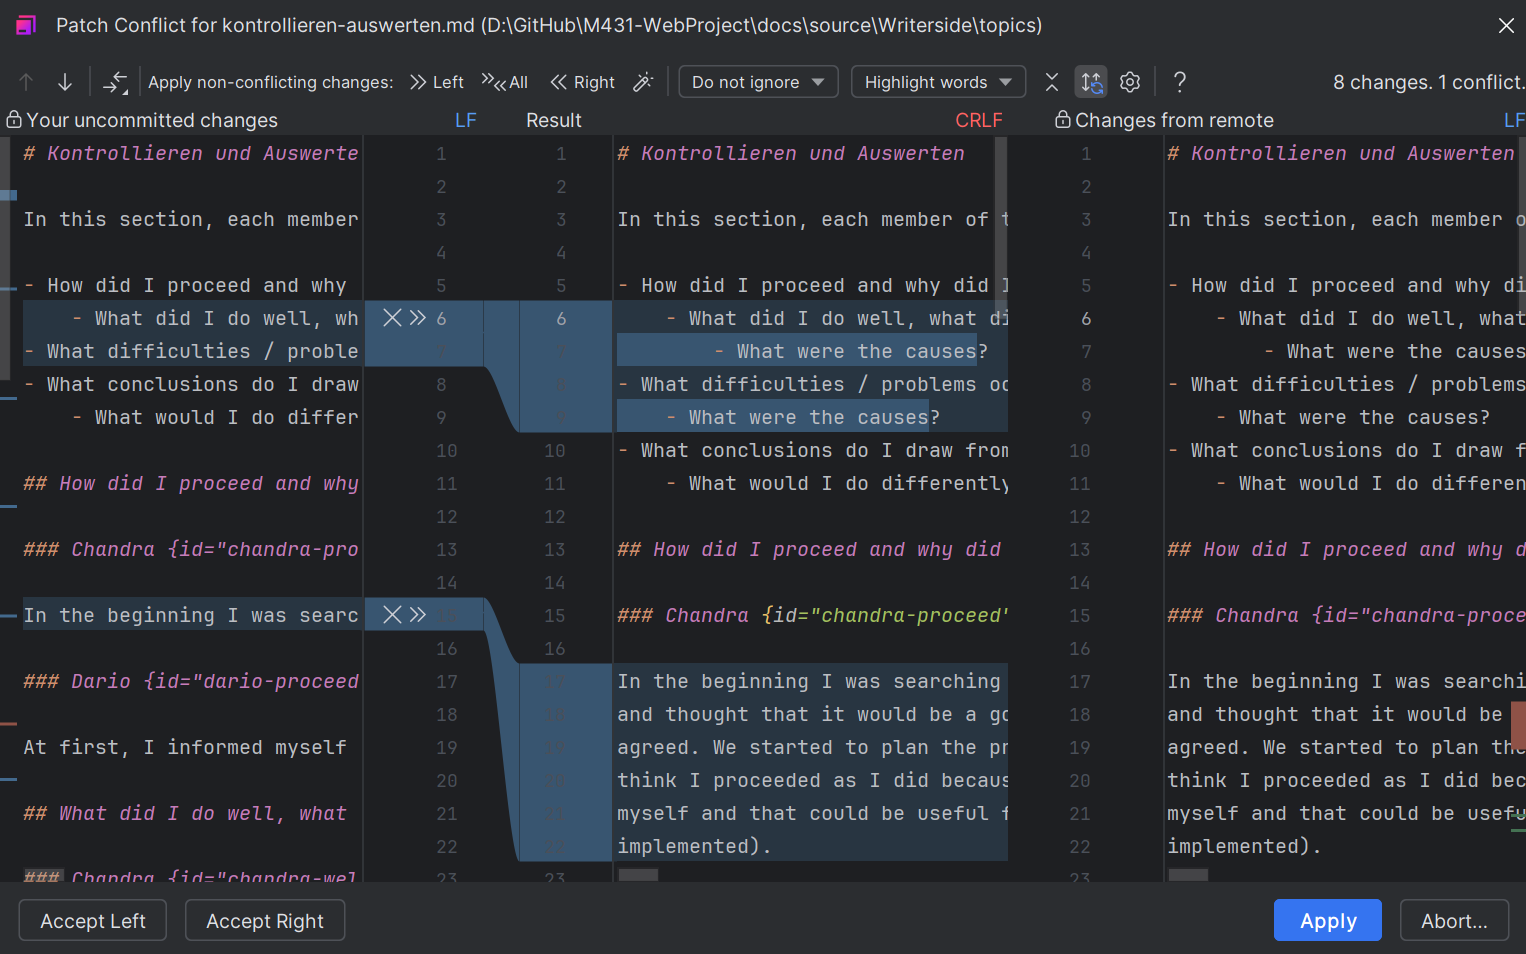 Patch Conflict for kontrollieren-auswerten.md (D:\GitHub\M431-WebProject\docs\source\Writerside\topics)
Apply non-conflicting changes: Left All Right Do not ignore Highlight words ? 8 changes. 1 conflict.
Your uncommitted changes LF Result CRLF Changes from remote LF
# Kontrollieren und Auswerte 1 1 # Kontrollieren und Auswerten 1 # Kontrollieren und Auswerten
2 2 2
In this section, each member 3 3 In this section, each member of t 3 In this section, each member o
4 4 4
- How did I proceed and why 5 5 - How did I proceed and why did I 5 - How did I proceed and why di
- What did I do well, wh 6 6 - What did I do well, what di 6 - What did I do well, what
- What difficulties / proble 7 7 - What were the causes? 7 - What were the causes
- What conclusions do I draw 8 8 - What difficulties / problems oc 8 - What difficulties / problems
- What would I do differ 9 9 - What were the causes? 9 - What were the causes?
10 10 - What conclusions do I draw from 10 - What conclusions do I draw f
## How did I proceed and why 11 11 - What would I do differently 11 - What would I do differen
12 12 12
### Chandra {id="chandra-pro 13 13 ## How did I proceed and why did 13 ## How did I proceed and why d
14 14 14
In the beginning I was searc 15 15 ### Chandra {id="chandra-proceed" 15 ### Chandra {id="chandra-proce
16 16 16
### Dario {id="dario-proceed 17 17 In the beginning I was searching 17 In the beginning I was searchi
18 18 and thought that it would be a go 18 and thought that it would be
At first, I informed myself 19 19 agreed. We started to plan the pr 19 agreed. We started to plan the
20 20 think I proceeded as I did becaus 20 think I proceeded as I did bec
## What did I do well, what 21 21 myself and that could be useful f 21 myself and that could be usefu
22 22 implemented). 22 implemented).
### Chandra {id="chandra-wel 23 23 23
Accept Left Accept Right Apply Abort...